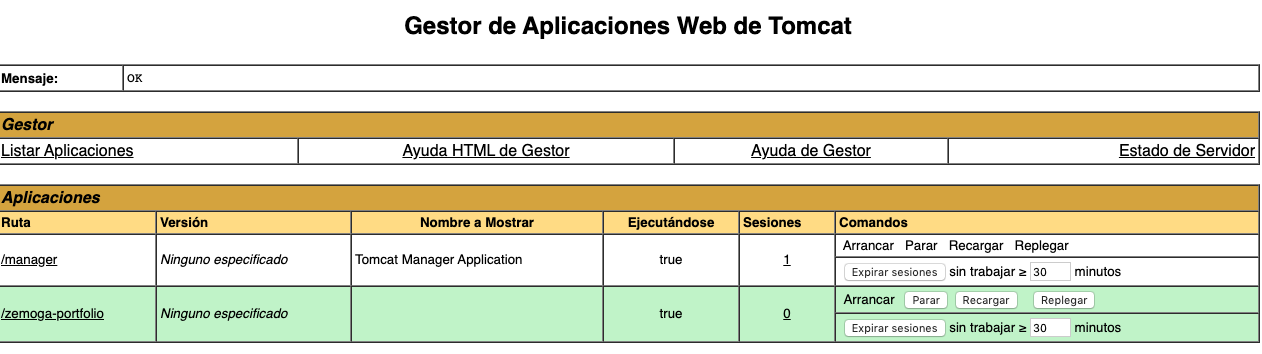 Gestor de Aplicaciones Web de Tomcat
Mensaje: OK
Gestor
Listar Aplicaciones Ayuda HTML de Gestor Ayuda de Gestor Estado de Servidor
Aplicaciones
Ruta Versión Nombre a Mostrar Ejecutándose Sesiones Comandos
/manager Ninguno especificado Tomcat Manager Application true 1 Arrancar Parar Recargar Replegar
Expirar sesiones sin trabajar ≥ 30 minutos
/zemoga-portfolio Ninguno especificado true 0 Arrancar Parar Recargar Replegar
Expirar sesiones sin trabajar ≥ 30 minutos